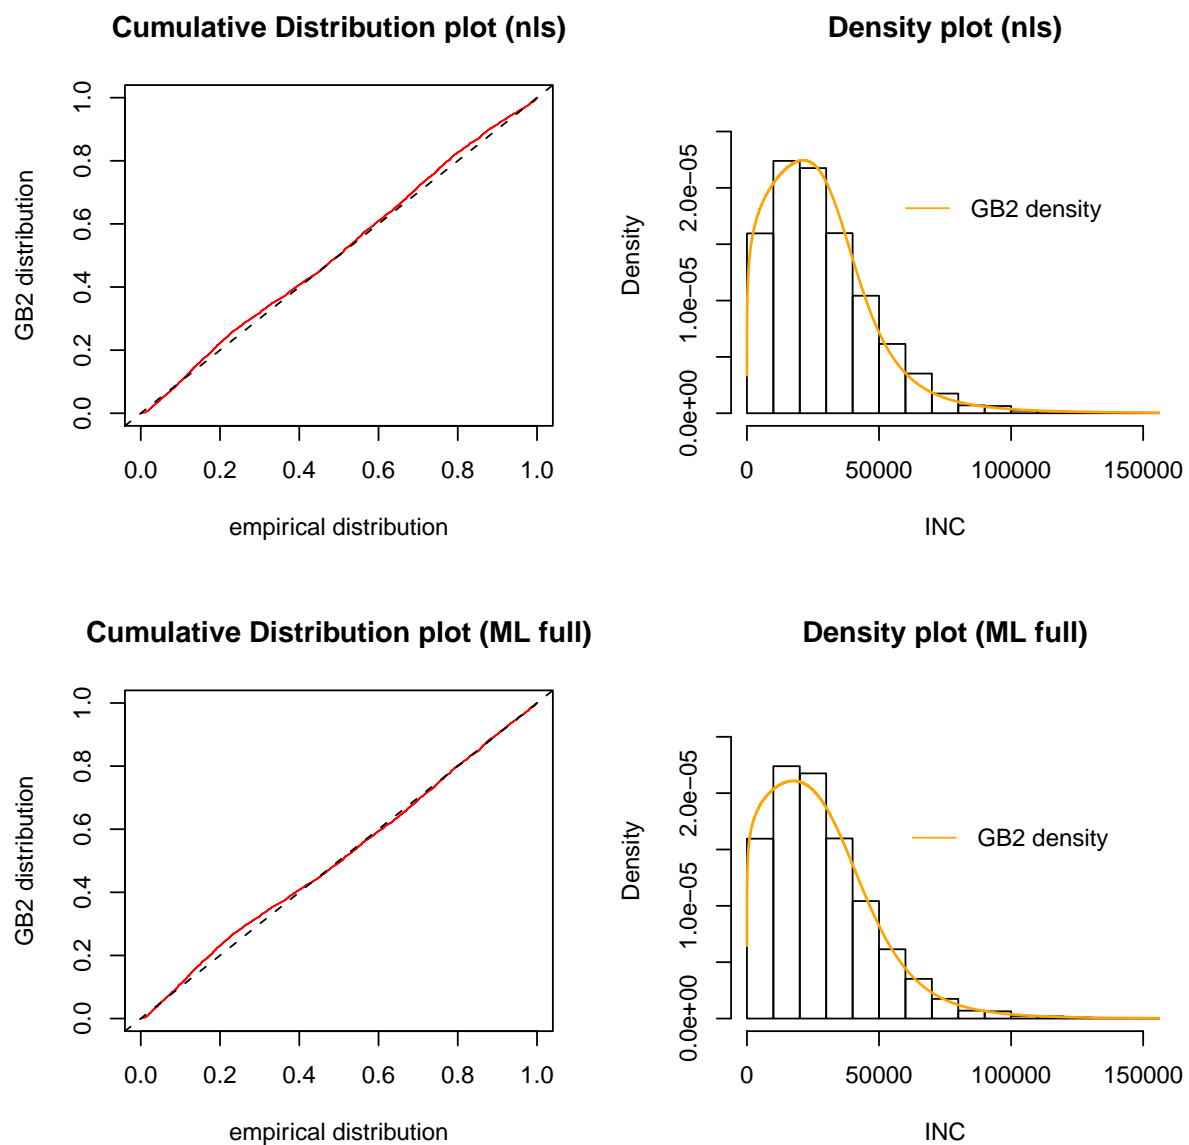 Cumulative Distribution plot (nls)
GB2 distribution
0.0 0.2 0.4 0.6 0.8 1.0
0.0 0.2 0.4 0.6 0.8 1.0
empirical distribution
Density plot (nls)
Density
0.0e+00 1.0e−05 2.0e−05
GB2 density
0 50000 100000 150000
INC
Cumulative Distribution plot (ML full)
GB2 distribution
0.0 0.2 0.4 0.6 0.8 1.0
0.0 0.2 0.4 0.6 0.8 1.0
empirical distribution
Density plot (ML full)
Density
0.0e+00 1.0e−05 2.0e−05
GB2 density
0 50000 100000 150000
INC